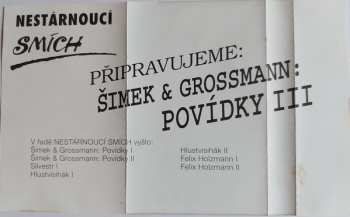 NESTÁRNOUCÍ
SMÍCH
PŘIPRAVUJEME:
ŠIMEK & GROSSMANN:
POVÍDKY III
V řadě NESTÁRNOUCÍ SMÍCH vyšlo:
Šimek & Grossmann: Povídky I
Šimek & Grossmann: Povídky II
Silvestr I
Hlustvisihák I
Hlustvisihák II
Felix Holzmann I
Felix Holzmann II